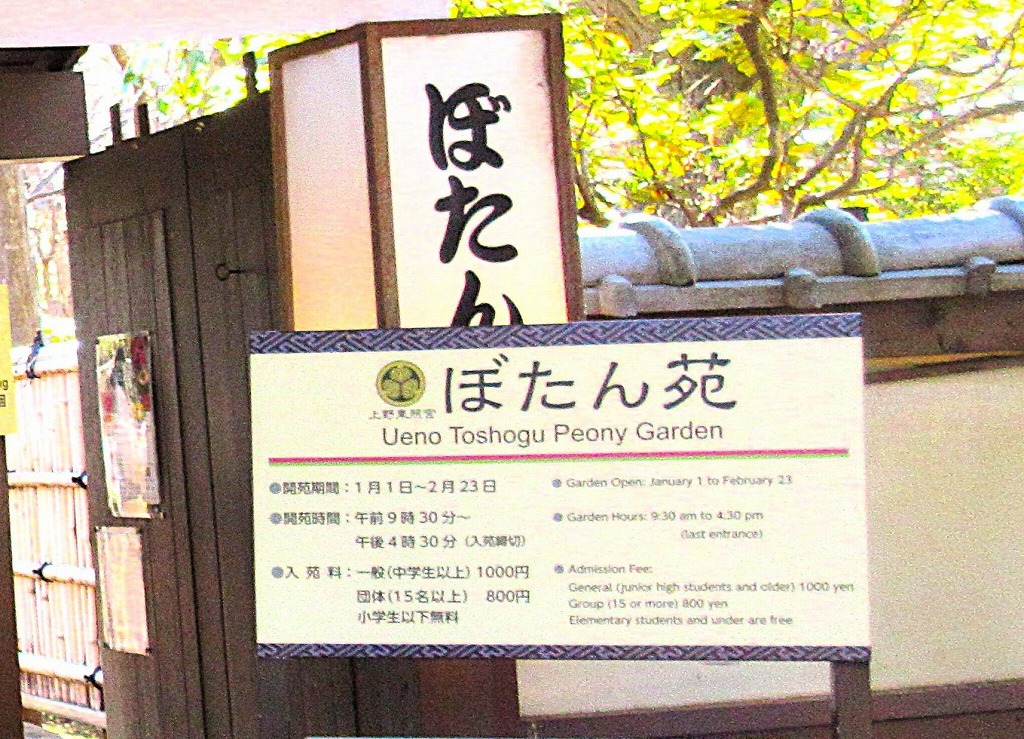 ぼたん
ぼたん苑
上野東照宮
Ueno Toshogu Peony Garden
●開苑期間：1月1日～2月23日
●開苑時間：午前9時30分～
午後4時30分（入苑締切）
●入苑料：一般（中学生以上）1000円
団体（15名以上） 800円
小学生以下無料
● Garden Open: January 1 to February 23
● Garden Hours: 9:30 am to 4:30 pm
(last entrance)
● Admission Fee:
General (junior high students and older) 1000 yen
Group (15 or more) 800 yen
Elementary students and under are free